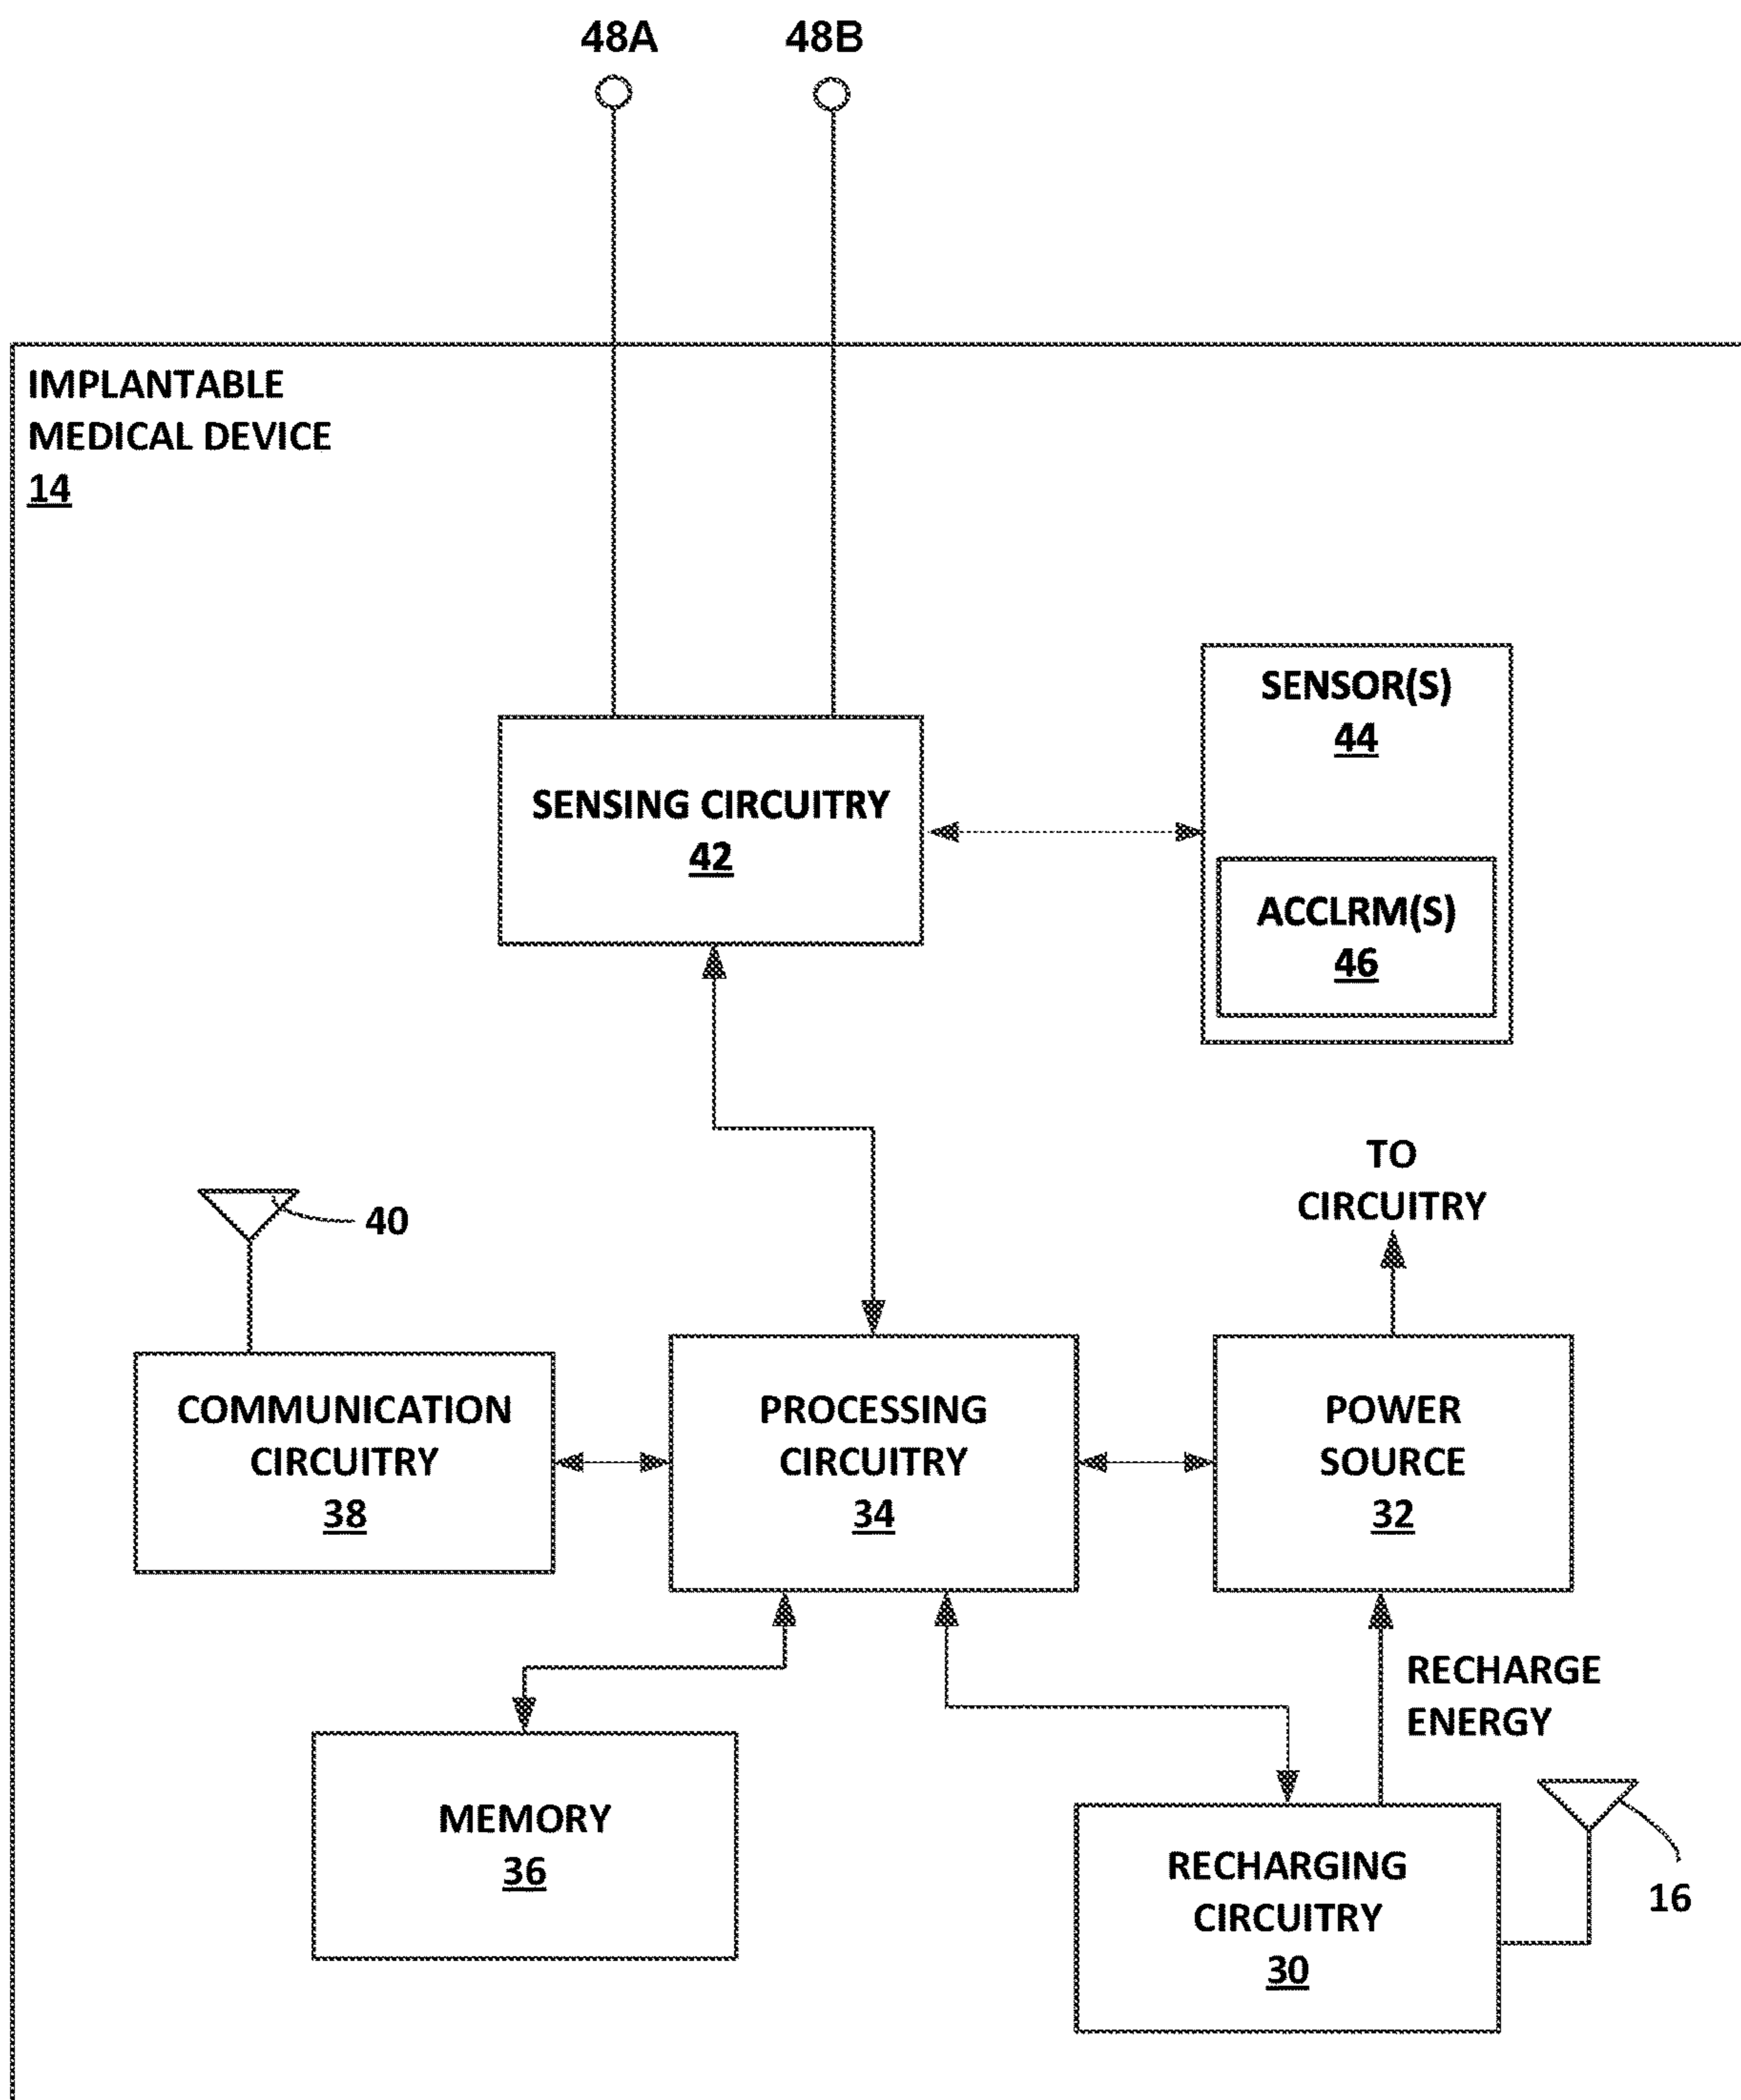 48A
48B
IMPLANTABLE
MEDICAL DEVICE
14
SENSOR(S)
44
SENSING CIRCUITRY
42
ACCLRM(S)
46
TO
CIRCUITRY
40
COMMUNICATION
CIRCUITRY
38
PROCESSING
CIRCUITRY
34
POWER
SOURCE
32
RECHARGE
ENERGY
MEMORY
36
RECHARGING
CIRCUITRY
30
16